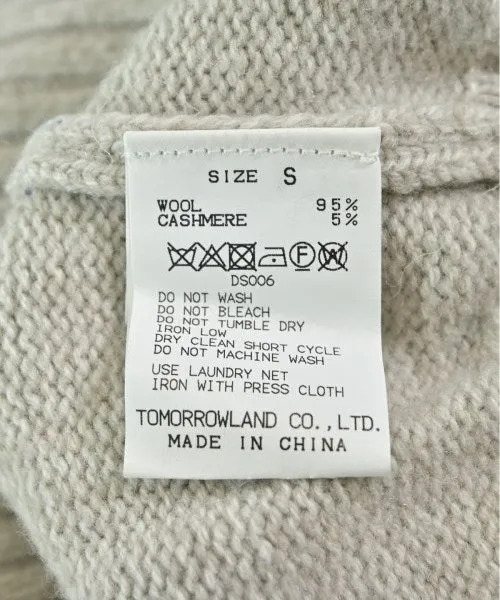 SIZE S
WOOL 95%
CASHMERE 5%
F W
DS006
DO NOT WASH
DO NOT BLEACH
DO NOT TUMBLE DRY
IRON LOW
DRY CLEAN SHORT CYCLE
DO NOT MACHINE WASH
USE LAUNDRY NET
IRON WITH PRESS CLOTH
TOMORROWLAND CO.,LTD.
MADE IN CHINA